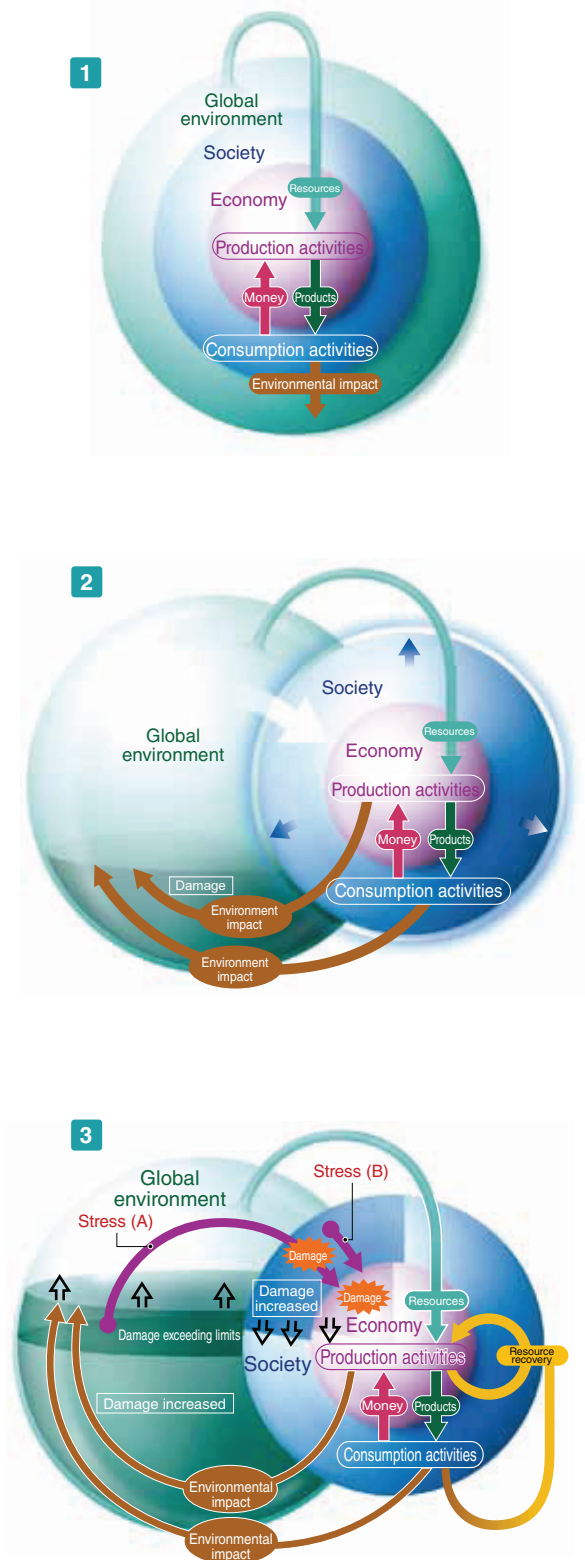 1
Global
environment
Society
Economy
Resources
Production activities
Money
Products
Consumption activities
Environmental impact
2
Society
Global
environment
Resources
Economy
Production activities
Money
Products
Damage
Consumption activities
Environment
impact
Environment
impact
3
Global
environment
Stress (B)
Stress (A)
Damage
Damage
Damage
increased
Resources
Economy
Damage exceeding limits
Society
Production activities
Resource
recovery
Damage increased
Money
Products
Consumption activities
Environmental
impact
Environmental
impact